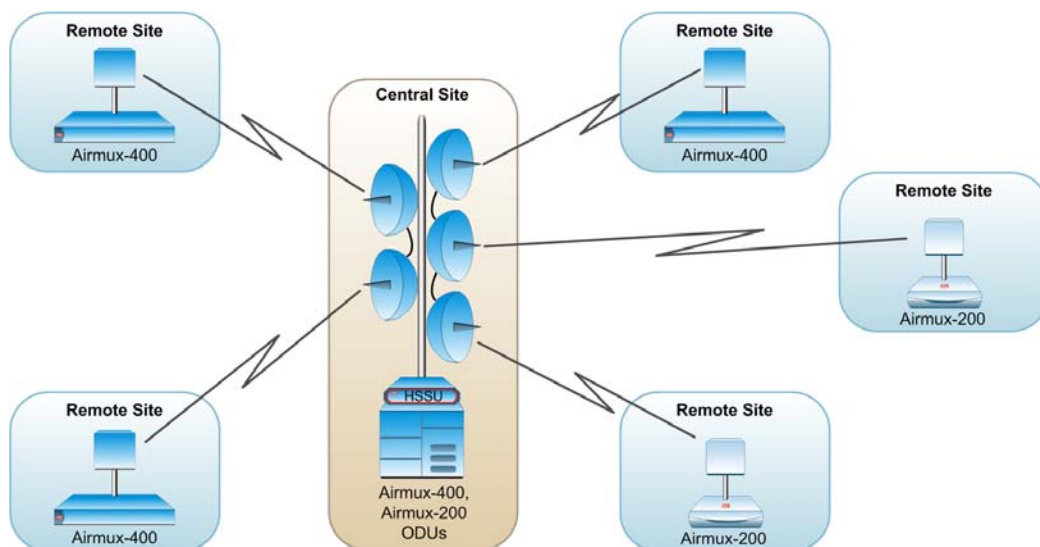 Remote Site
Airmux-400
Central Site
HSSU
Airmux-400,
Airmux-200
ODUs
Remote Site
Airmux-400
Remote Site
Airmux-200
Remote Site
Airmux-400
Remote Site
Airmux-200